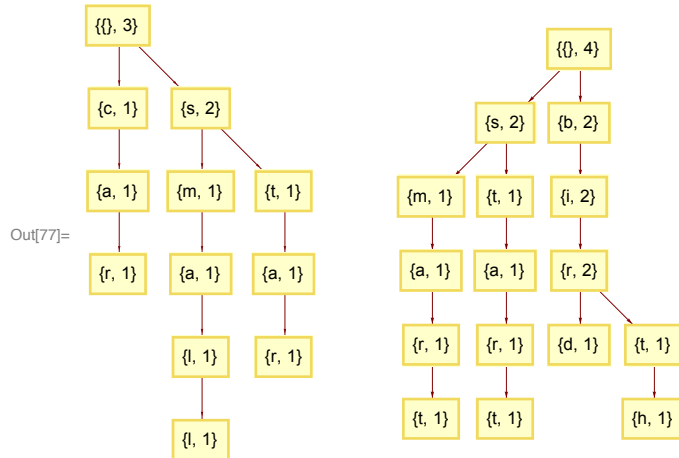 {{}, 3}
{c, 1} {s, 2}
{a, 1} {m, 1} {t, 1}
Out[77]=
{r, 1} {a, 1} {a, 1}
{l, 1} {r, 1}
{l, 1}
{{}, 4}
{s, 2} {b, 2}
{m, 1} {t, 1} {i, 2}
{a, 1} {a, 1} {r, 2}
{r, 1} {r, 1} {d, 1} {t, 1}
{t, 1} {t, 1} {h, 1}